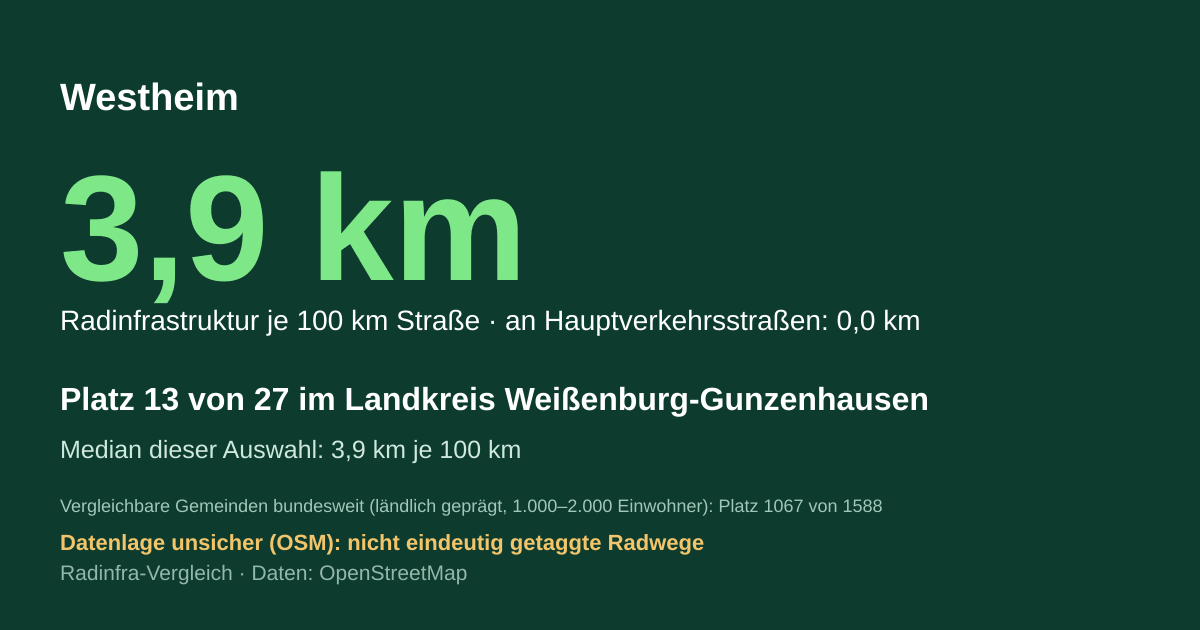 Westheim
3,9 km
Radinfrastruktur je 100 km Straße · an Hauptverkehrsstraßen: 0,0 km
Platz 13 von 27 im Landkreis Weißenburg-Gunzenhausen
Median dieser Auswahl: 3,9 km je 100 km
Vergleichbare Gemeinden bundesweit (ländlich geprägt, 1.000–2.000 Einwohner): Platz 1067 von 1588
Datenlage unsicher (OSM): nicht eindeutig getaggte Radwege
Radinfra-Vergleich · Daten: OpenStreetMap